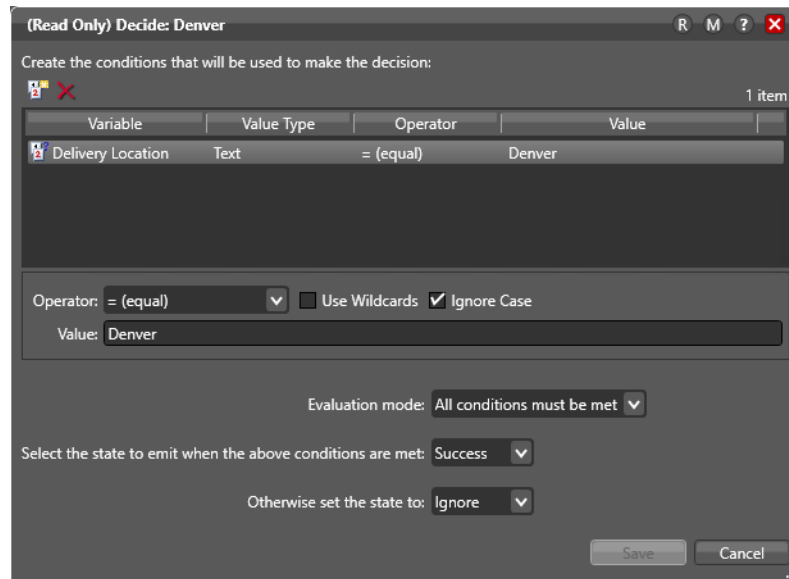 (Read Only) Decide: Denver R M ?
Create the conditions that will be used to make the decision:
1 item
Variable Value Type Operator Value
Delivery Location Text = (equal) Denver
Operator: = (equal) Use Wildcards Ignore Case
Value: Denver
Evaluation mode: All conditions must be met
Select the state to emit when the above conditions are met: Success
Otherwise set the state to: Ignore
Save Cancel